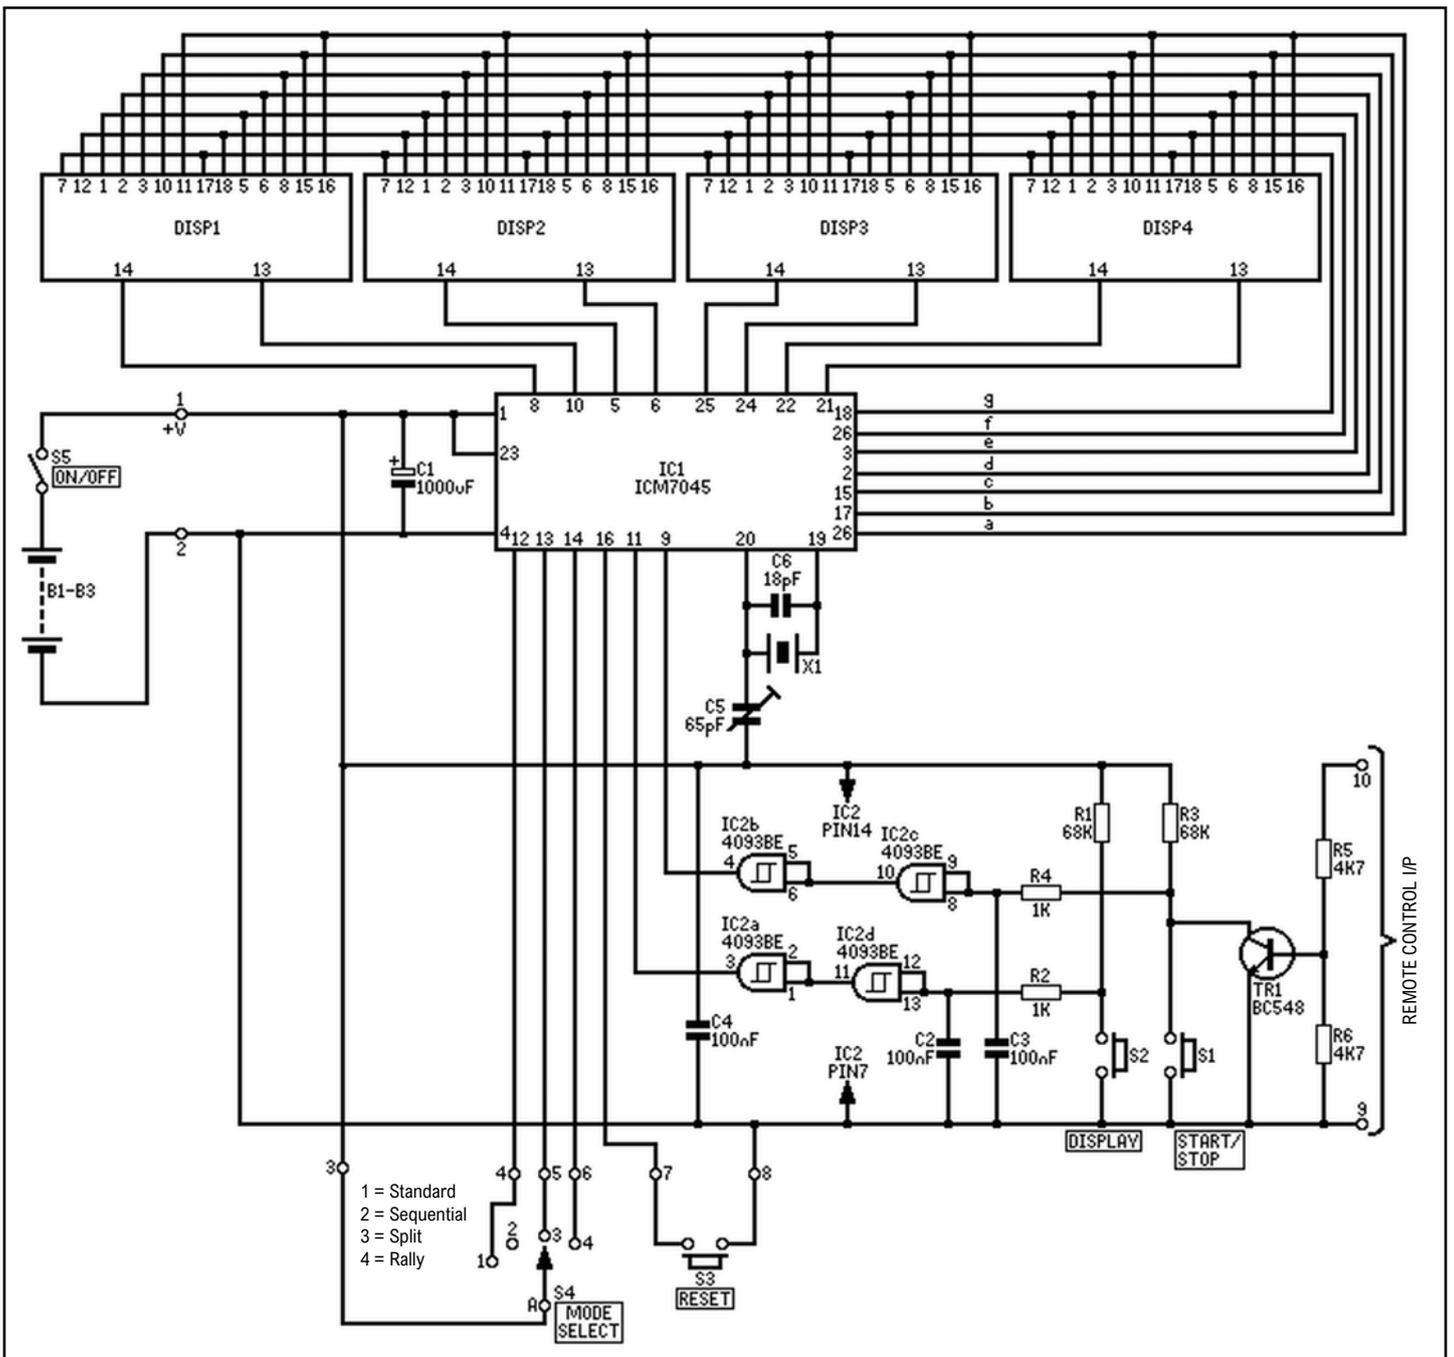 7 12 1 2 3 10 11 17 18 5 6 8 15 16
7 12 1 2 3 10 11 17 18 5 6 8 15 16
7 12 1 2 3 10 11 17 18 5 6 8 15 16
7 12 1 2 3 10 11 17 18 5 6 8 15 16
DISP1
DISP2
DISP3
DISP4
14 13
14 13
14 13
14 13
8 10 5 6 25 24 22 21
1
+V
S5
ON/OFF
B1-B3
2
C1
1000uF
+
1
23
4
IC1
ICM7045
18
26
3
2
15
17
26
g
f
e
d
c
b
a
12 13 14 16 11 9 20 19
C6
18pF
X1
C5
65pF
IC2
PIN14
R1
68K
R3
68K
10
R5
4K7
IC2b
4093BE
4
5
6
IC2c
4093BE
10
9
8
R4
1K
IC2a
4093BE
3
2
1
IC2d
4093BE
11
12
13
R2
1K
TR1
BC548
REMOTE CONTROL I/P
C4
100nF
IC2
PIN7
C2
100nF
C3
100nF
S2
S1
R6
4K7
9
DISPLAY
START/
STOP
3
4
5
6
7
8
1 = Standard
2 = Sequential
3 = Split
4 = Rally
1
2
3
4
A
S4
MODE
SELECT
S3
RESET